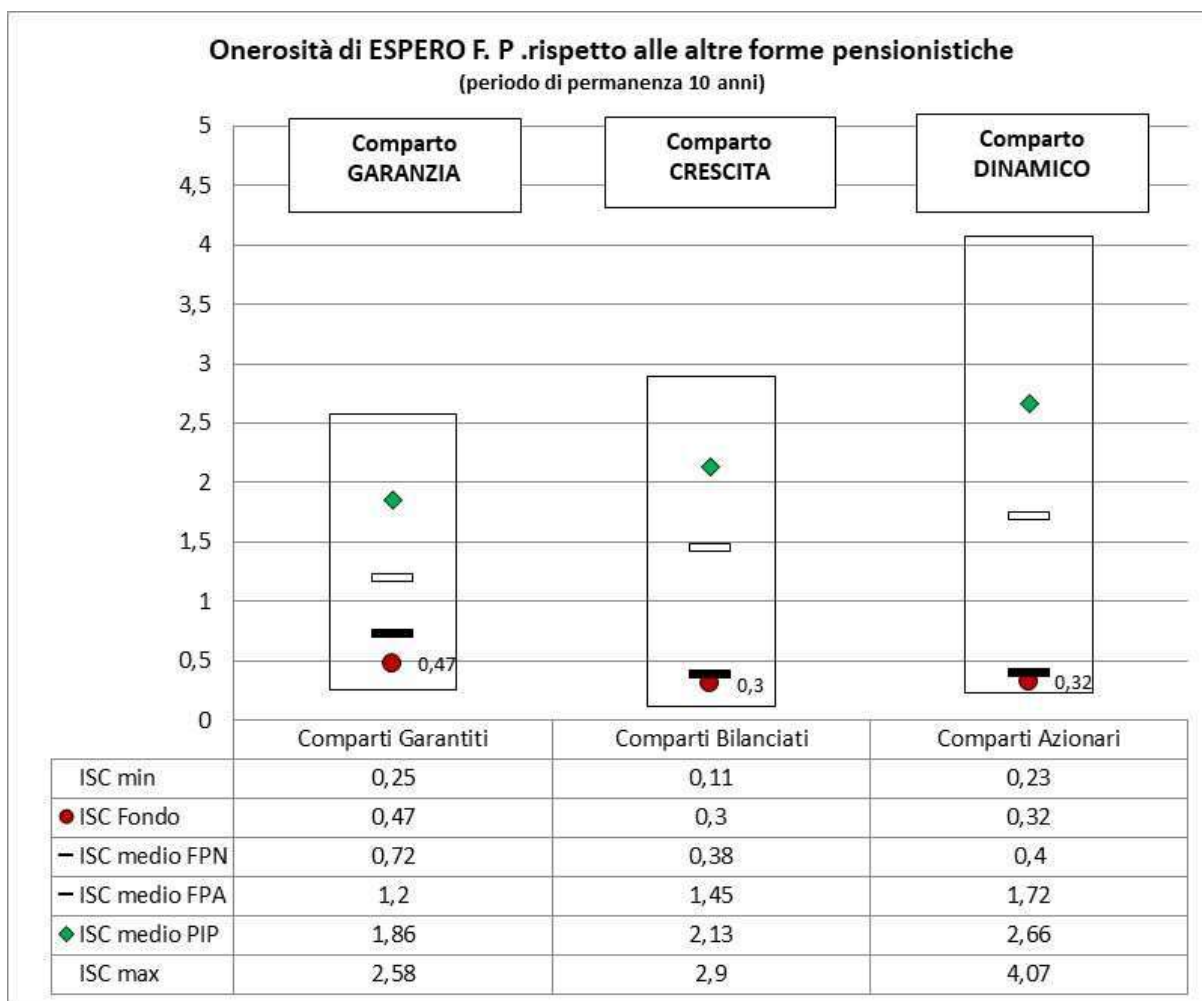 Onerosità di ESPERO F. P .rispetto alle altre forme pensionistiche
(periodo di permanenza 10 anni)
Comparto
GARANZIA
Comparto
CRESCITA
Comparto
DINAMICO
5
4,5
4
3,5
3
2,5
2
1,5
1
0,5
0
0,47
0,3
0,32
Comparti Garantiti Comparti Bilanciati Comparti Azionari
ISC min 0,25 0,11 0,23
ISC Fondo 0,47 0,3 0,32
ISC medio FPN 0,72 0,38 0,4
ISC medio FPA 1,2 1,45 1,72
ISC medio PIP 1,86 2,13 2,66
ISC max 2,58 2,9 4,07